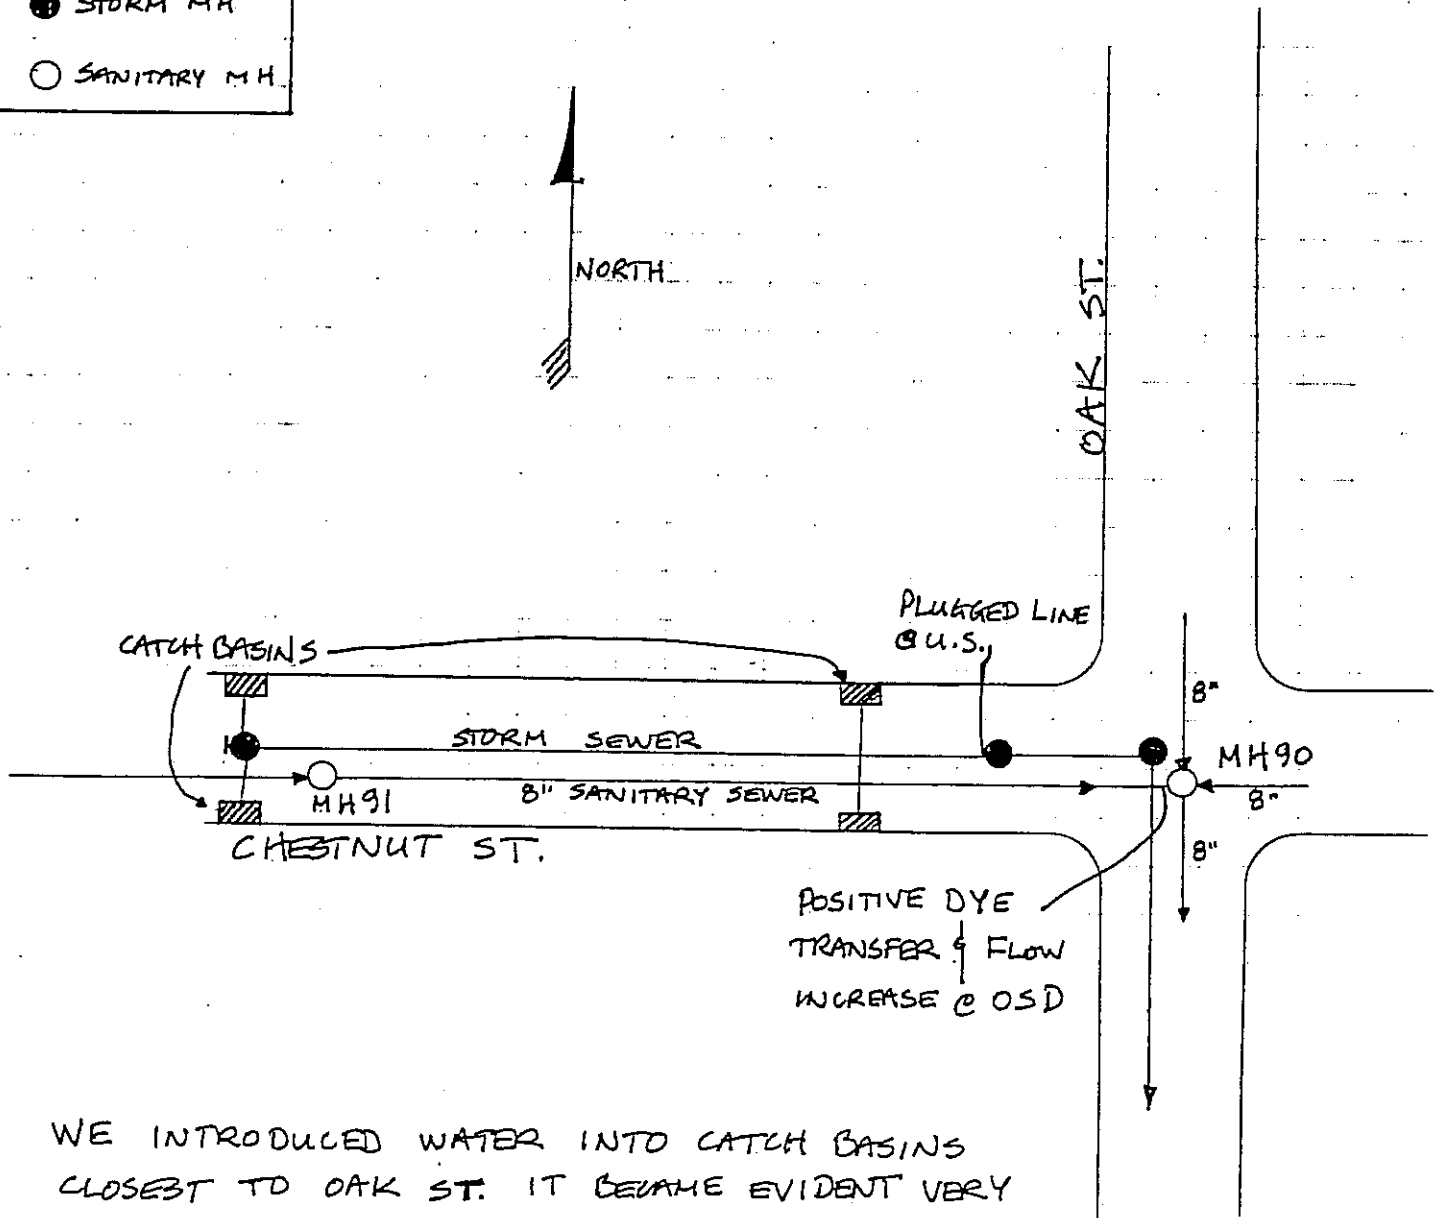 STORM MH
SANITARY MH
NORTH
OAK ST.
PLUGGED LINE
@ U.S.
CATCH BASINS
8"
STORM SEWER
MH90
MH91
8" SANITARY SEWER
8"
CHESTNUT ST.
8"
POSITIVE DYE
TRANSFER & FLOW
INCREASE @ OSD
WE INTRODUCED WATER INTO CATCH BASINS
CLOSEST TO OAK ST. IT BECAME EVIDENT VERY